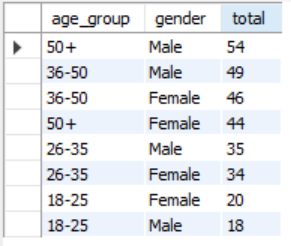 age_group gender total
50+ Male 54
36-50 Male 49
36-50 Female 46
50+ Female 44
26-35 Male 35
26-35 Female 34
18-25 Female 20
18-25 Male 18